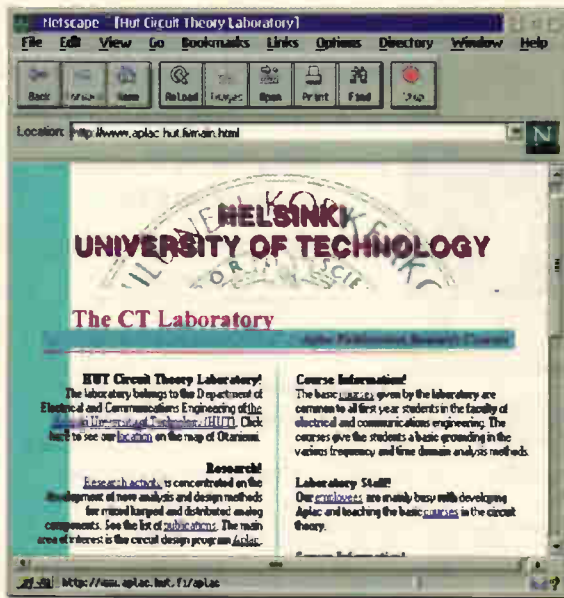 Netscape - [Hut Circuit Theory Laboratory]
File Edit View Go Bookmarks Links Options Directory Window Help
Back Forward Home Reload Images Open Print Find Stop
Location: http://www.aplac.hut.fi/main.html
N
HELSINKI
UNIVERSITY OF TECHNOLOGY
The CT Laboratory
Aplac Publications Research Courses
HUT Circuit Theory Laboratory!
The laboratory belongs to the Department of
Electrical and Communications Engineering of the
Helsinki University of Technology (HUT). Click
here to see our location on the map of Otaniemi.
Research!
Research activity is concentrated on the
development of new analysis and design methods
for mixed lumped and distributed analog
components. See the list of publications. The main
area of interest is the circuit design program Aplac.
Course Information!
The basic courses given by the laboratory are
common to all first year students in the faculty of
electrical and communications engineering. The
courses give the students a basic grounding in the
various frequency and time domain analysis methods.
Laboratory Staff!
Our employees are mainly busy with developing
Aplac and teaching the basic courses in the circuit
theory.
http://www.aplac.hut.fi/aplac